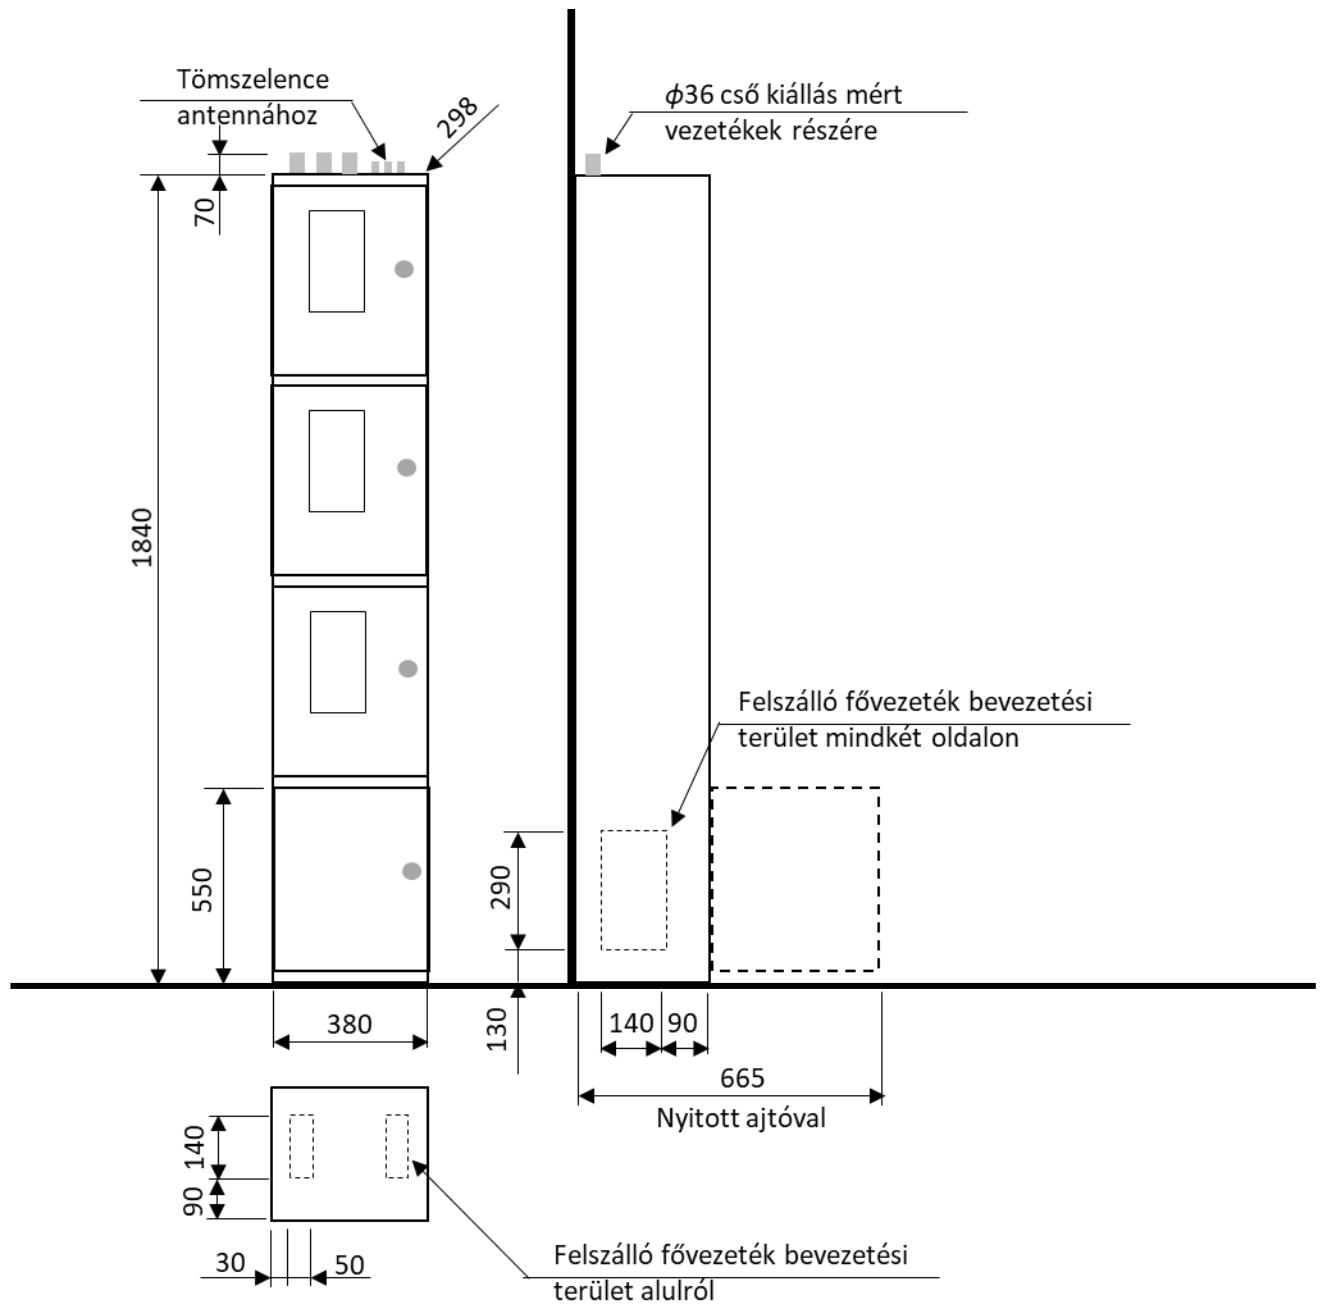 Tömszelence
antennához
298
ϕ36 cső kiállás mért
vezetékek részére
70
1840
Felszálló fővezeték bevezetési
terület mindkét oldalon
550
290
130
380
140
90
665
Nyitott ajtóval
140
90
30
50
Felszálló fővezeték bevezetési
terület alulról